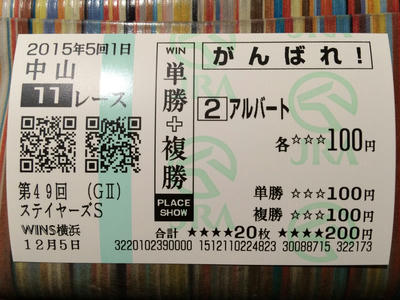 2015年5回1日
中山
11レース
第49回 (GⅡ)
ステイヤーズS
WINS横浜
12月5日
WIN
単勝+複勝
PLACE
SHOW
がんばれ！
2 アルバート
各☆☆☆100円
JRA
単勝 ☆☆☆100円
複勝 ☆☆☆100円
合計 ★★★★20枚 ★★★★200円
3220102390000 1512110224823 30088715 322173